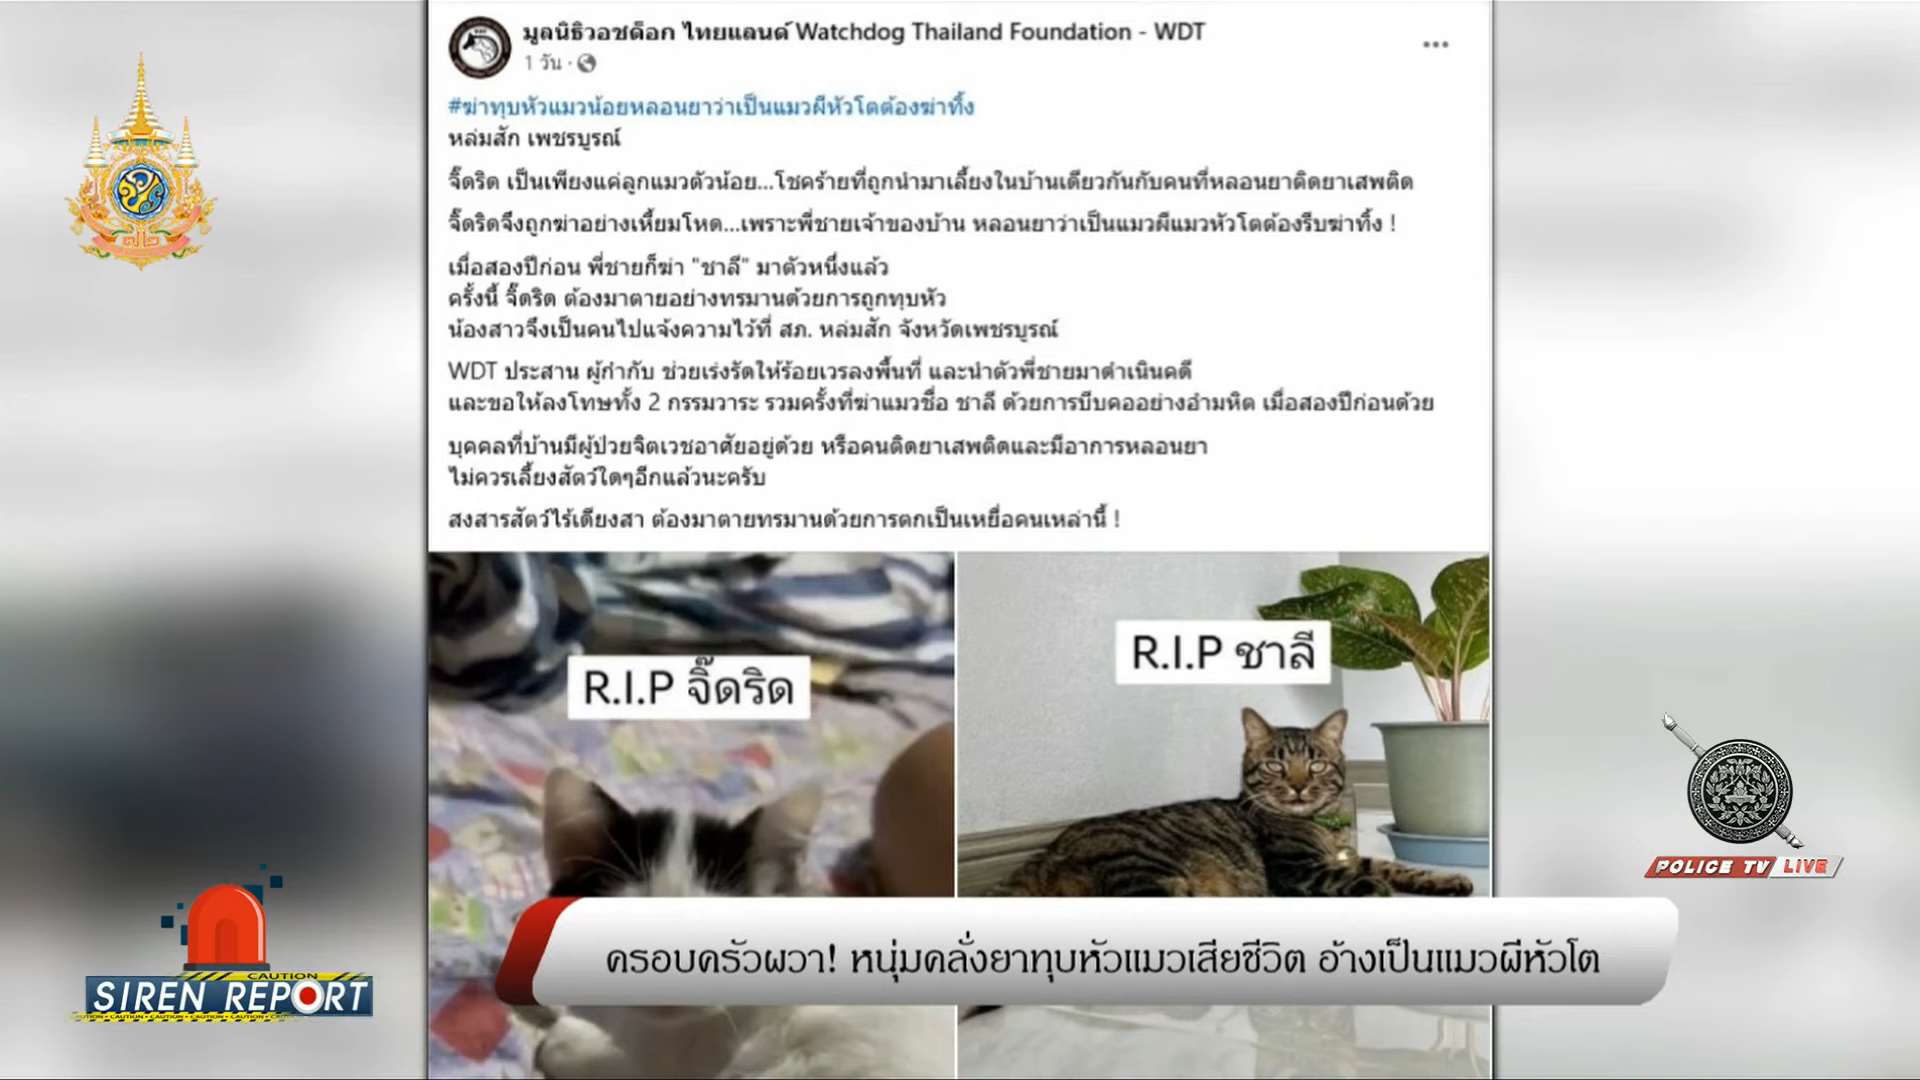 มูลนิธิวอชด็อก ไทยแลนด์ Watchdog Thailand Foundation - WDT
1 วัน ·
#ฆ่าทุบหัวแมวน้อยหลอนยาว่าเป็นแมวผีหัวโตต้องฆ่าทิ้ง
หล่มสัก เพชรบูรณ์
จี๊ดริด เป็นเพียงแค่ลูกแมวตัวน้อย...โชคร้ายที่ถูกนำมาเลี้ยงในบ้านเดียวกันกับคนที่หลอนยาติดยาเสพติด
จี๊ดริดจึงถูกฆ่าอย่างเหี้ยมโหด...เพราะพี่ชายเจ้าของบ้าน หลอนยาว่าเป็นแมวผีแมวหัวโตต้องรีบฆ่าทิ้ง !
เมื่อสองปีก่อน พี่ชายก็ฆ่า "ชาลี" มาตัวหนึ่งแล้ว
ครั้งนี้ จี๊ดริด ต้องมาตายอย่างทรมานด้วยการถูกทุบหัว
น้องสาวจึงเป็นคนไปแจ้งความไว้ที่ สภ. หล่มสัก จังหวัดเพชรบูรณ์
WDT ประสาน ผู้กำกับ ช่วยเร่งรัดให้ร้อยเวรลงพื้นที่ และนำตัวพี่ชายมาดำเนินคดี
และขอให้ลงโทษทั้ง 2 กรรมวาระ รวมครั้งที่ฆ่าแมวชื่อ ชาลี ด้วยการบีบคออย่างอำมหิต เมื่อสองปีก่อนด้วย
บุคคลที่บ้านมีผู้ป่วยจิตเวชอาศัยอยู่ด้วย หรือคนติดยาเสพติดและมีอาการหลอนยา
ไม่ควรเลี้ยงสัตว์ใดๆอีกแล้วนะครับ
สงสารสัตว์ไร้เดียงสา ต้องมาตายทรมานด้วยการตกเป็นเหยื่อคนเหล่านี้ !
R.I.P จี๊ดริด
R.I.P ชาลี
POLICE TV LIVE
ครอบครัวผวา! หนุ่มคลั่งยาทุบหัวแมวเสียชีวิต อ้างเป็นแมวผีหัวโต
CAUTION
SIREN REPORT
๗๒